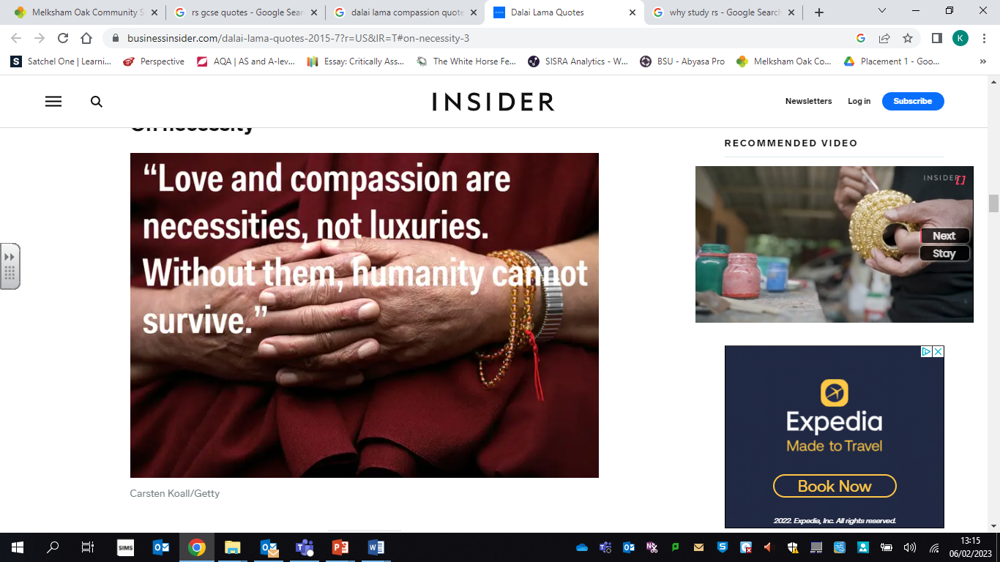 Melksham Oak Community S
rs gcse quotes - Google Sear
dalai lama compassion quote
Dalai Lama Quotes
why study rs - Google Search
businessinsider.com/dalai-lama-quotes-2015-7?r=US&IR=T#on-necessity-3
K
S Satchel One | Learni...
Perspective
AQA | AS and A-lev...
Essay: Critically Ass...
The White Horse Fe...
SISRA Analytics - W...
BSU - Abyasa Pro
Melksham Oak Co...
Placement 1 - Goo...
»
INSIDER
Newsletters Log in Subscribe
On necessity
“Love and compassion are
necessities, not luxuries.
Without them, humanity cannot
survive.”
Carsten Koall/Getty
RECOMMENDED VIDEO
INSIDER
Next
Stay
Expedia
Made to Travel
Book Now
2022. Expedia, Inc. All rights reserved.
SIMS
13:15
06/02/2023